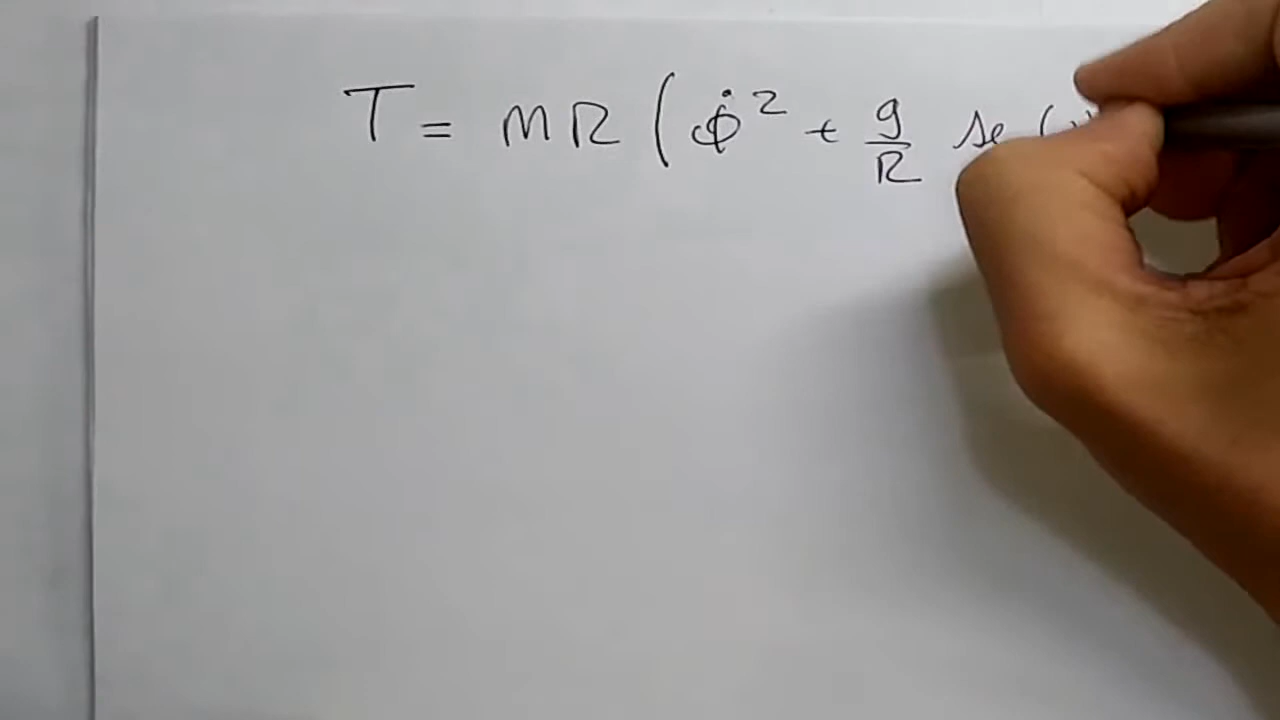 T = MR ( φ̇² + g/R se (